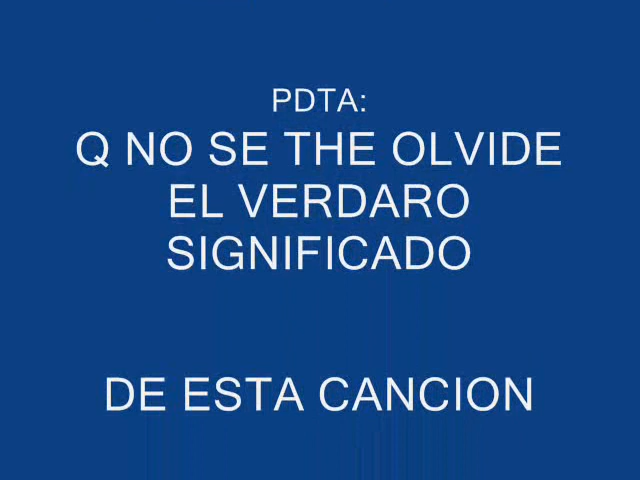 PDTA:
Q NO SE THE OLVIDE
EL VERDARO
SIGNIFICADO
DE ESTA CANCION